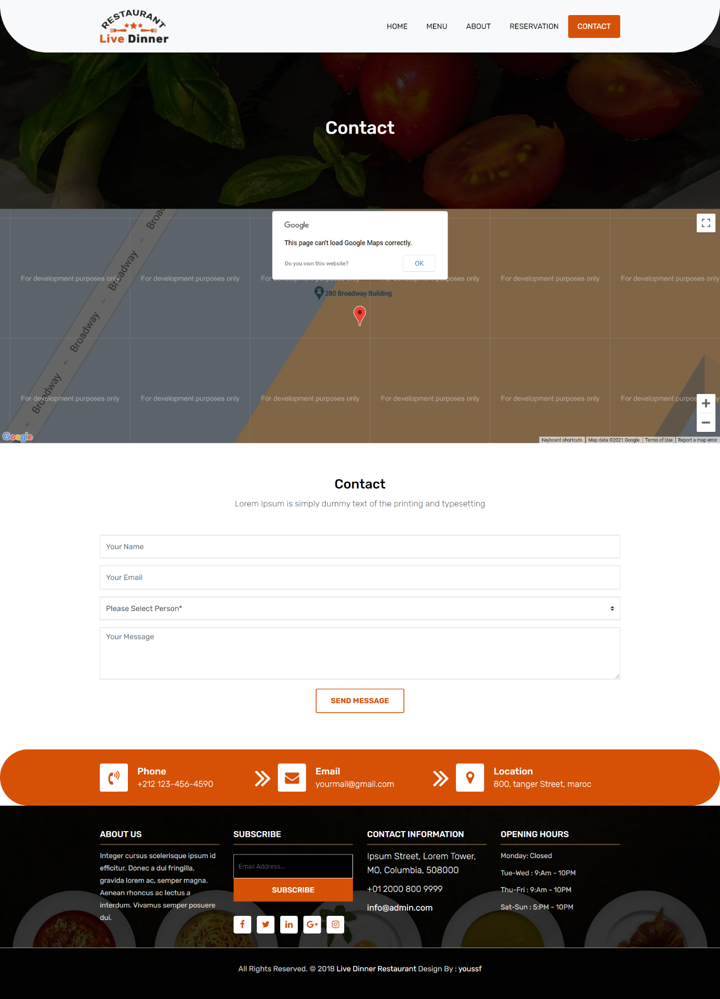 RESTAURANT
Live Dinner
HOME
MENU
ABOUT
RESERVATION
CONTACT
Contact
Google
This page can't load Google Maps correctly.
Do you own this website?
OK
Broadway
Broadway
Broadway
For development purposes only
For development purposes only
For development purposes only
For development purposes only
For development purposes only
280 Broadway Building
For development purposes only
For development purposes only
For development purposes only
For development purposes only
For development purposes only
Google
Keyboard shortcuts
Map data ©2021 Google
Terms of Use
Report a map error
Contact
Lorem Ipsum is simply dummy text of the printing and typesetting
Your Name
Your Email
Please Select Person*
Your Message
SEND MESSAGE
Phone
+212 123-456-4590
Email
yourmail@gmail.com
Location
800, tanger Street, maroc
ABOUT US
Integer cursus scelerisque ipsum id
efficitur. Donec a dui fringilla,
gravida lorem ac, semper magna.
Aenean rhoncus ac lectus a
interdum. Vivamus semper posuere
dui.
SUBSCRIBE
Email Address...
SUBSCRIBE
CONTACT INFORMATION
Ipsum Street, Lorem Tower,
MO, Columbia, 508000
+01 2000 800 9999
info@admin.com
OPENING HOURS
Monday: Closed
Tue-Wed : 9:Am - 10PM
Thu-Fri : 9:Am - 10PM
Sat-Sun : 5:PM - 10PM
All Rights Reserved. © 2018 Live Dinner Restaurant Design By : youssf